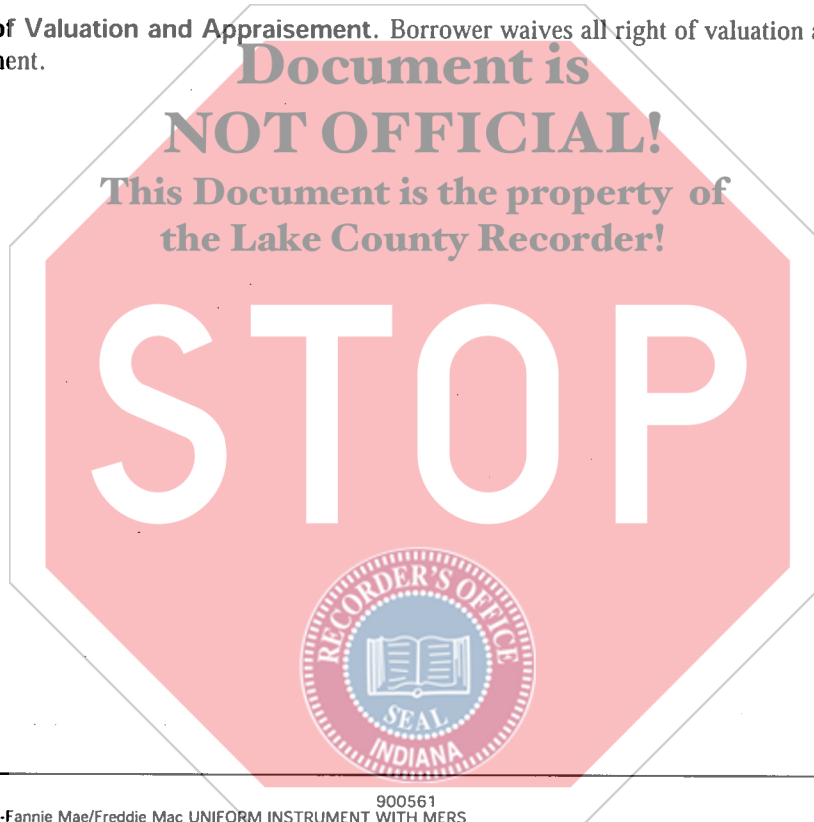 of Valuation and Appraisement. Borrower waives all right of valuation a
nent.
Document is
NOT OFFICIAL!
This Document is the property of
the Lake County Recorder!
STOP
RECORDER'S OFFICE
SEAL
INDIANA
900561
-Fannie Mae/Freddie Mac UNIFORM INSTRUMENT WITH MERS